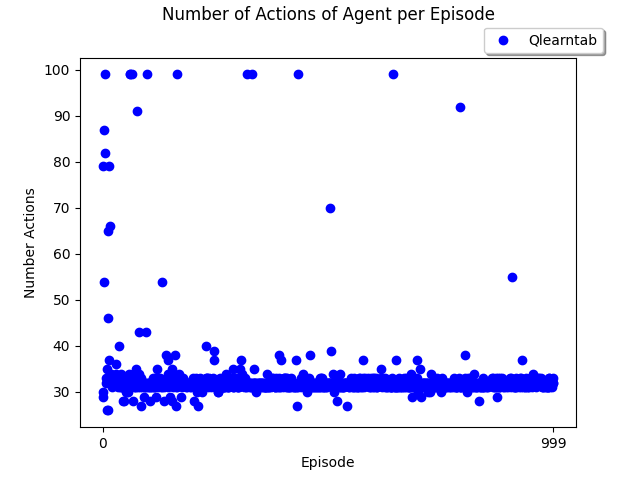 Number of Actions of Agent per Episode
Qlearntab
100
90
80
70
60
50
40
30
Number Actions
0
999
Episode